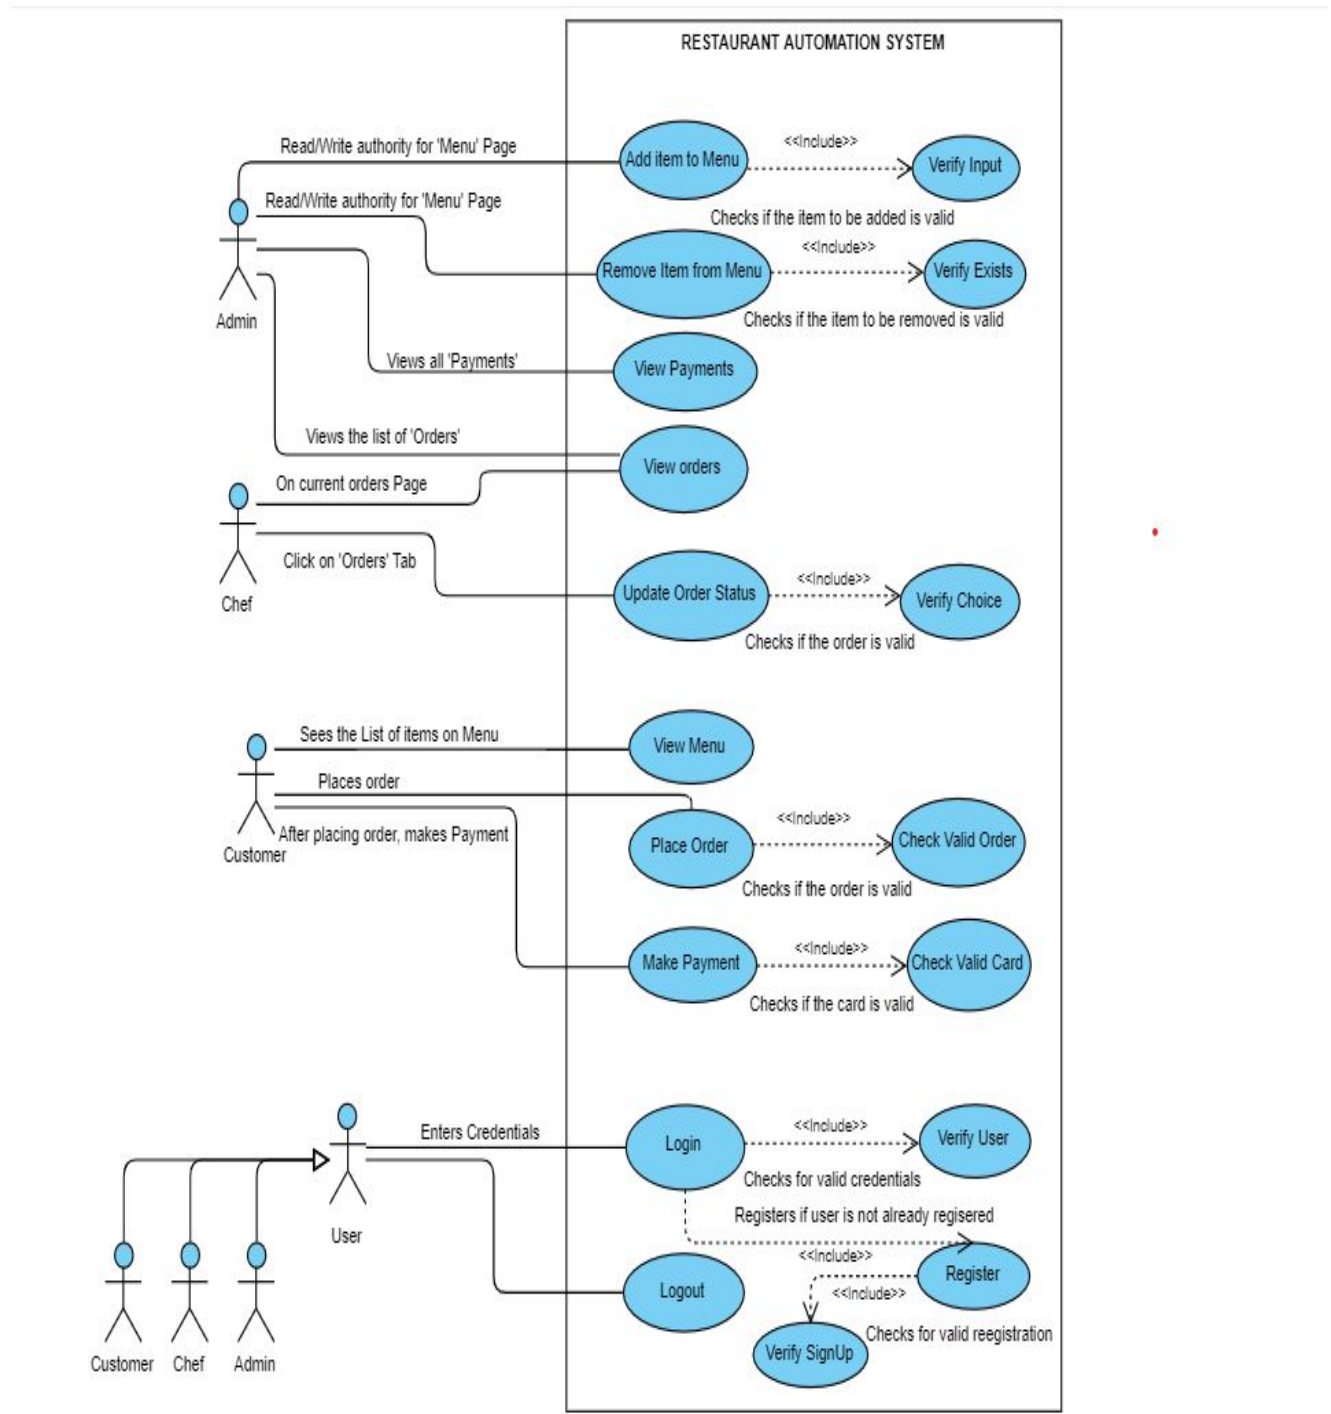 RESTAURANT AUTOMATION SYSTEM
Read/Write authority for 'Menu' Page
Add item to Menu
<<Include>>
Verify Input
Checks if the item to be added is valid
Read/Write authority for 'Menu' Page
Remove Item from Menu
<<Include>>
Verify Exists
Checks if the item to be removed is valid
Admin
Views all 'Payments'
View Payments
Views the list of 'Orders'
View orders
On current orders Page
Click on 'Orders' Tab
Chef
Update Order Status
<<Include>>
Verify Choice
Checks if the order is valid
Sees the List of items on Menu
View Menu
Places order
After placing order, makes Payment
Customer
Place Order
<<Include>>
Check Valid Order
Checks if the order is valid
Make Payment
<<Include>>
Check Valid Card
Checks if the card is valid
Enters Credentials
Login
<<Include>>
Verify User
Checks for valid credentials
Registers if user is not already regisered
User
<<Include>>
Register
Logout
<<Include>>
Checks for valid reegistration
Verify SignUp
Customer
Chef
Admin